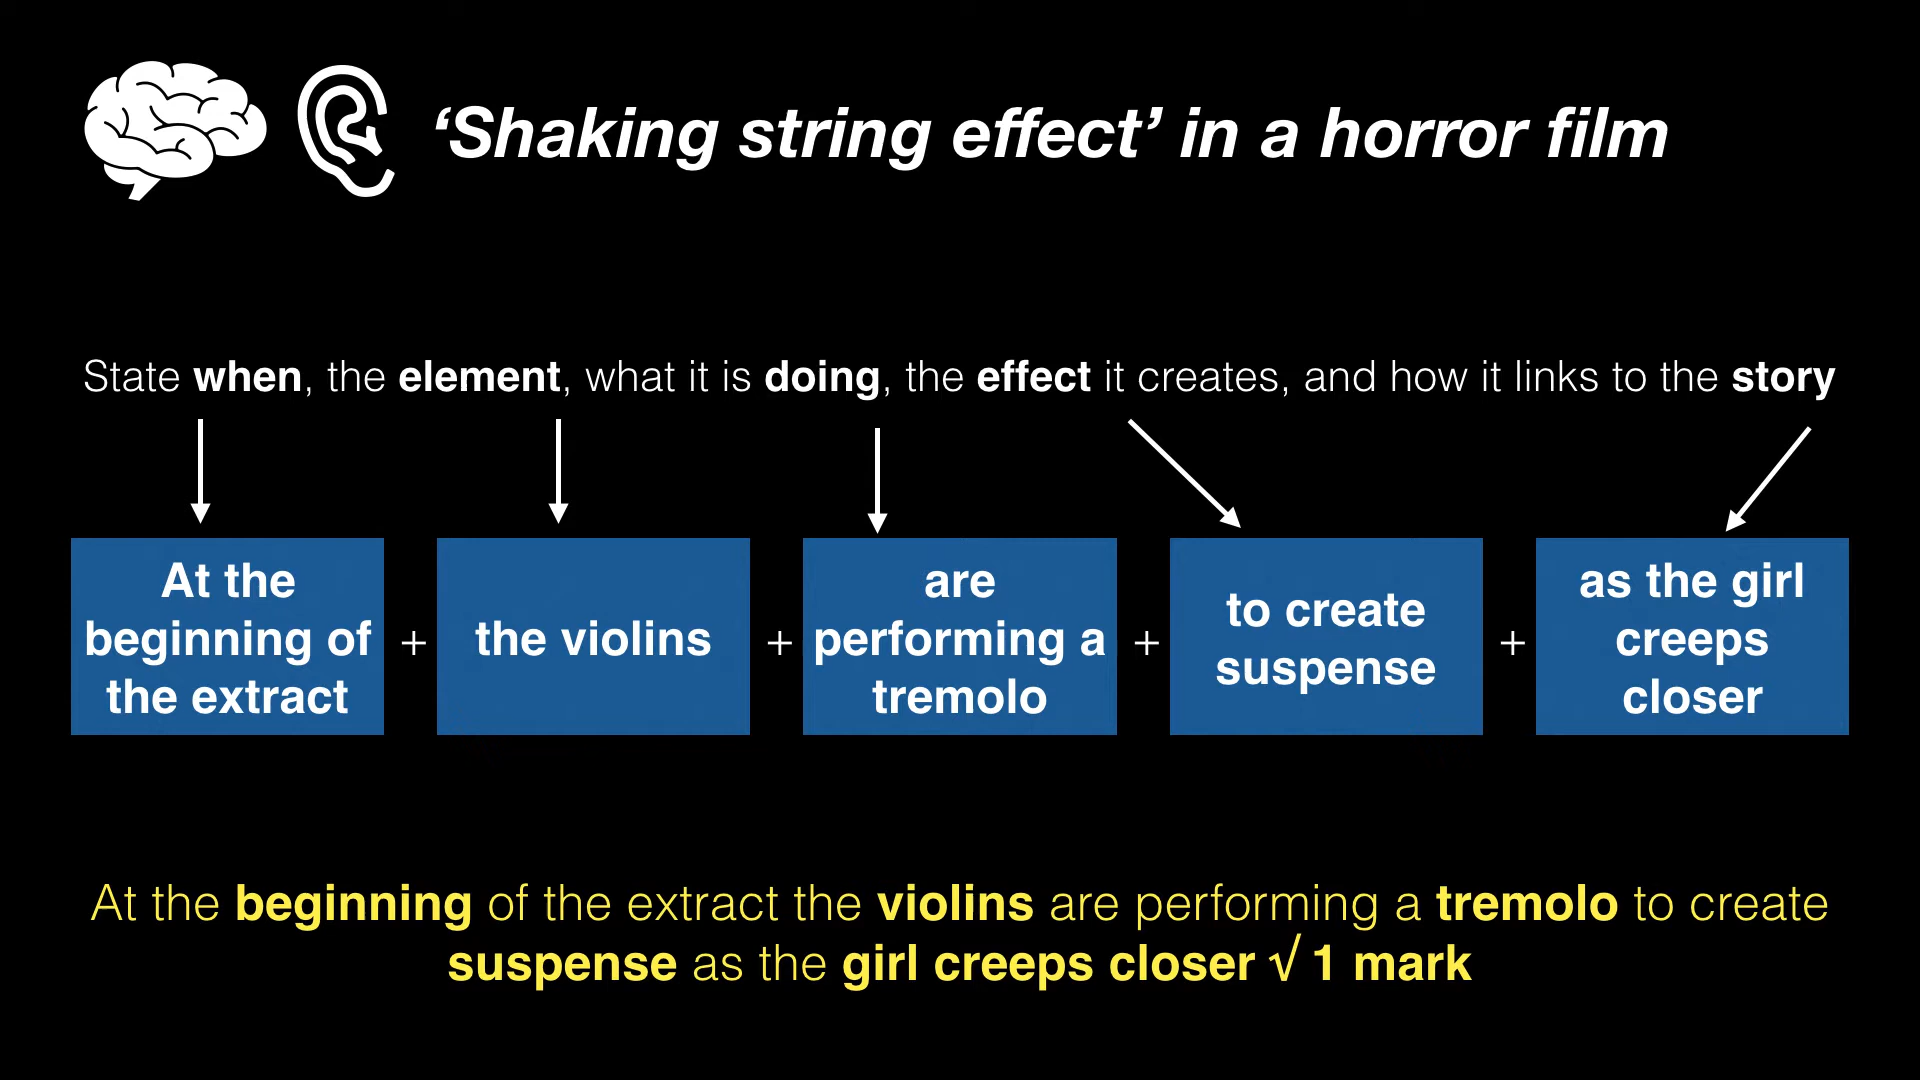 ‘Shaking string effect’ in a horror film
State when, the element, what it is doing, the effect it creates, and how it links to the story
At the
beginning of
the extract
+
the violins
+
are
performing a
tremolo
+
to create
suspense
+
as the girl
creeps
closer
At the beginning of the extract the violins are performing a tremolo to create
suspense as the girl creeps closer √ 1 mark